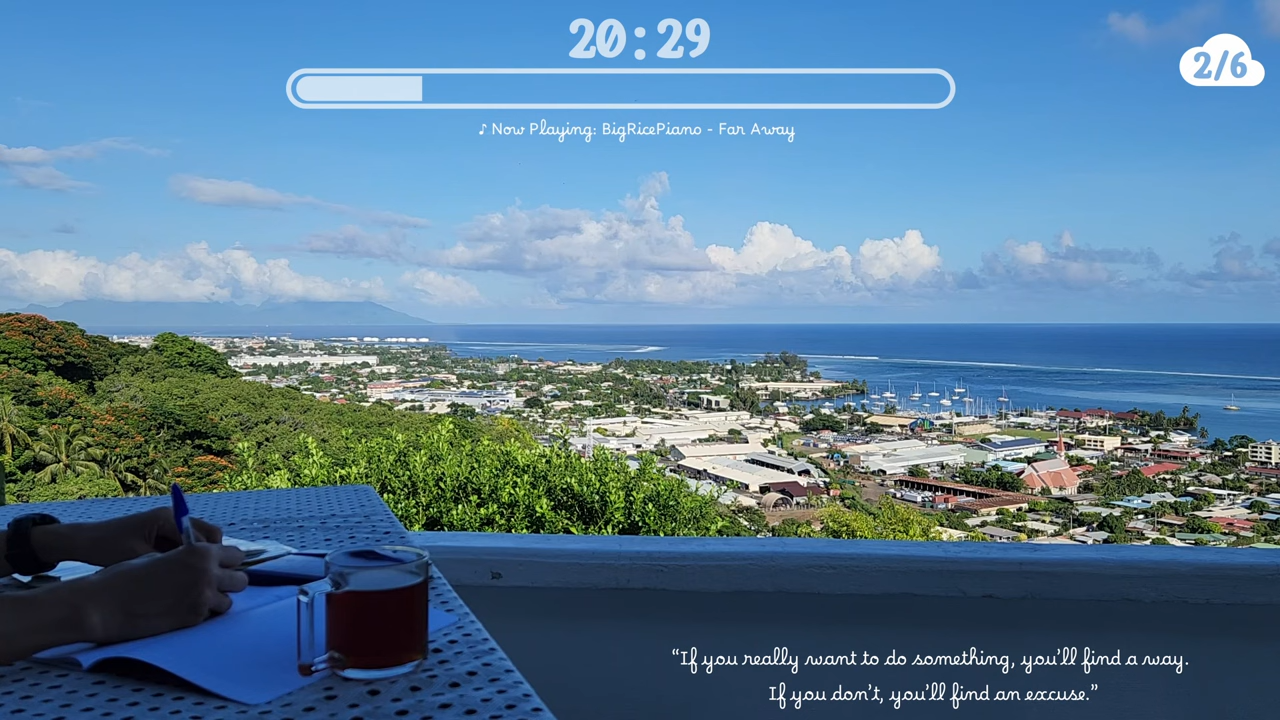 20:29
2/6
♪ Now Playing: BigRicePiano - Far Away
“If you really want to do something, you’ll find a way.
If you don’t, you’ll find an excuse.”